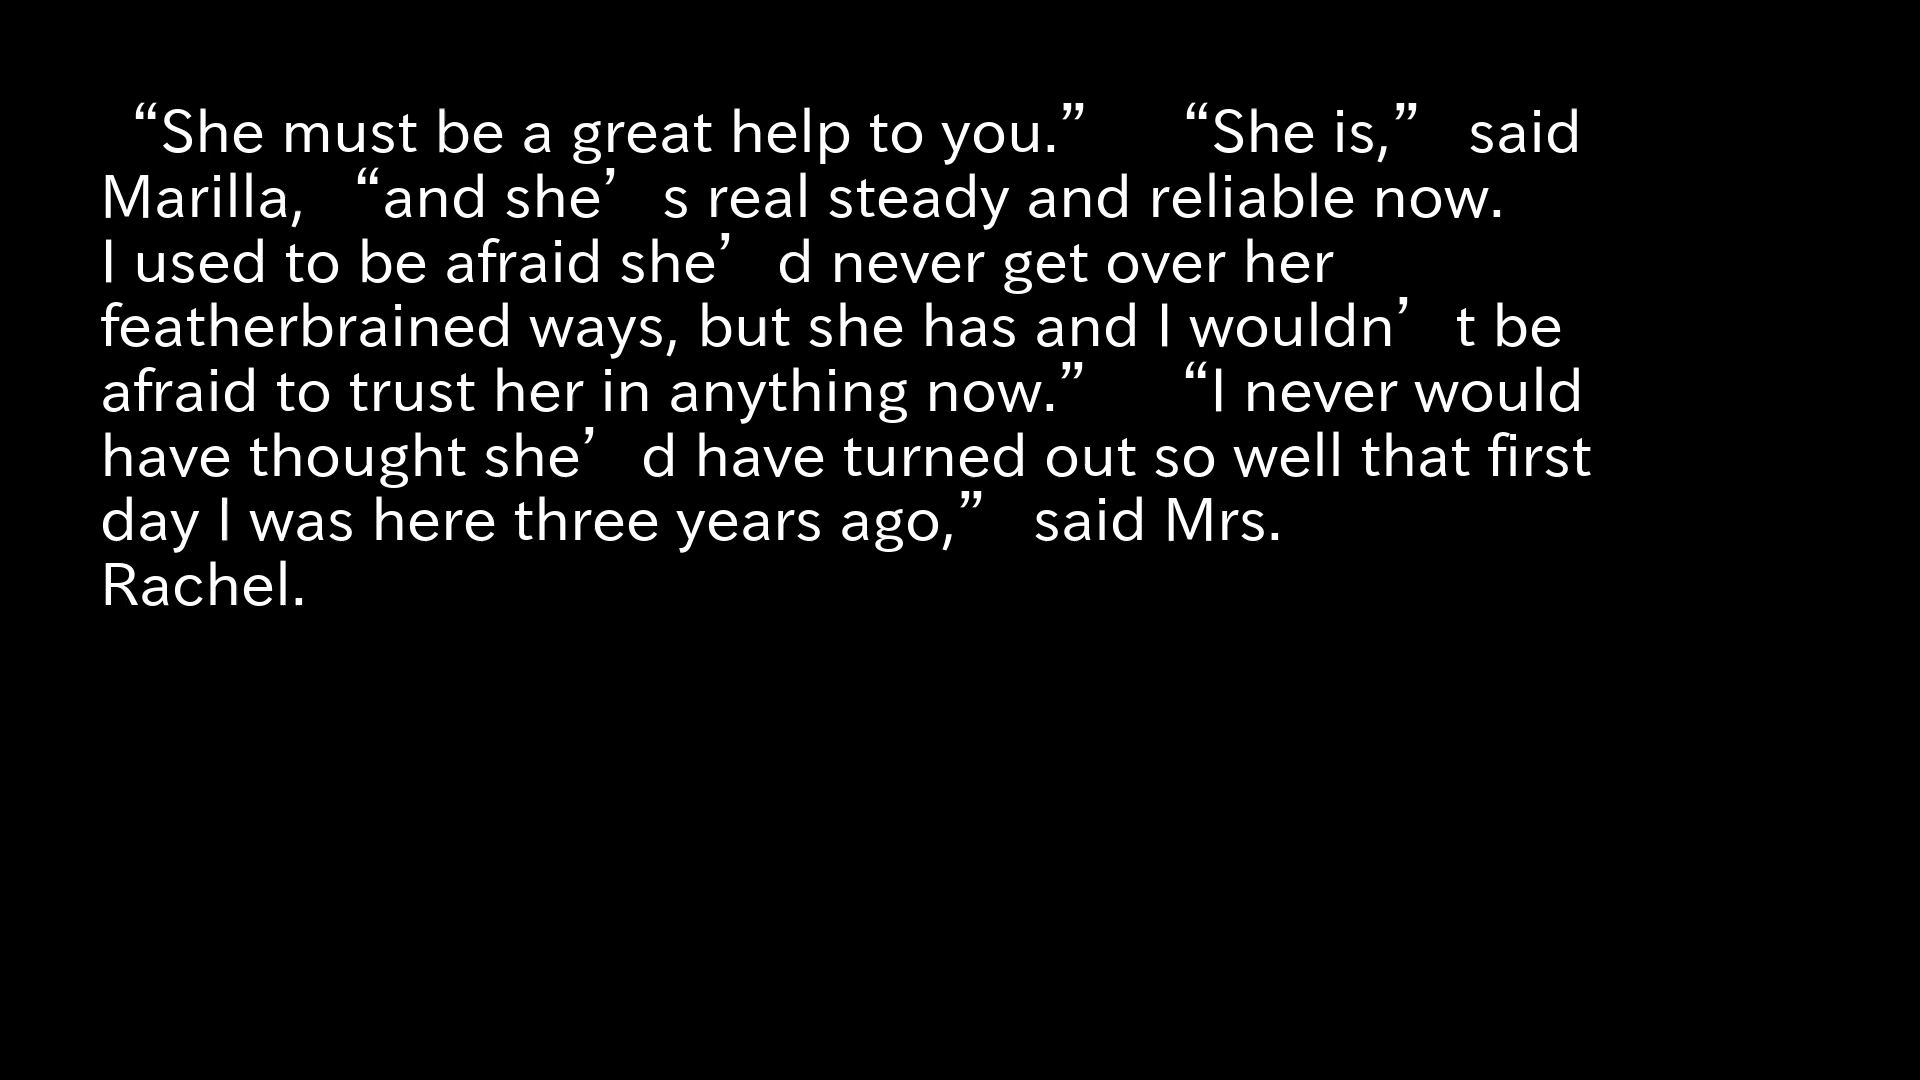 “She must be a great help to you.” “She is,” said
Marilla, “and she’s real steady and reliable now.
I used to be afraid she’d never get over her
featherbrained ways, but she has and I wouldn’t be
afraid to trust her in anything now.” “I never would
have thought she’d have turned out so well that first
day I was here three years ago,” said Mrs.
Rachel.